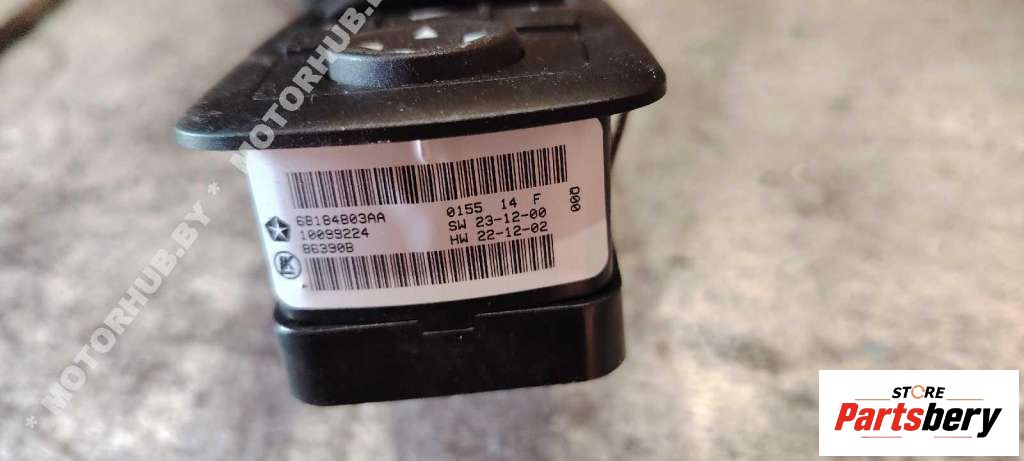 * MOTORHUB.BY * MOTORHUB.BY *
68184803AA 0155 14 F
10099224 SW 23-12-00
86390B HW 22-12-02
00Q
STORE
Partsbery